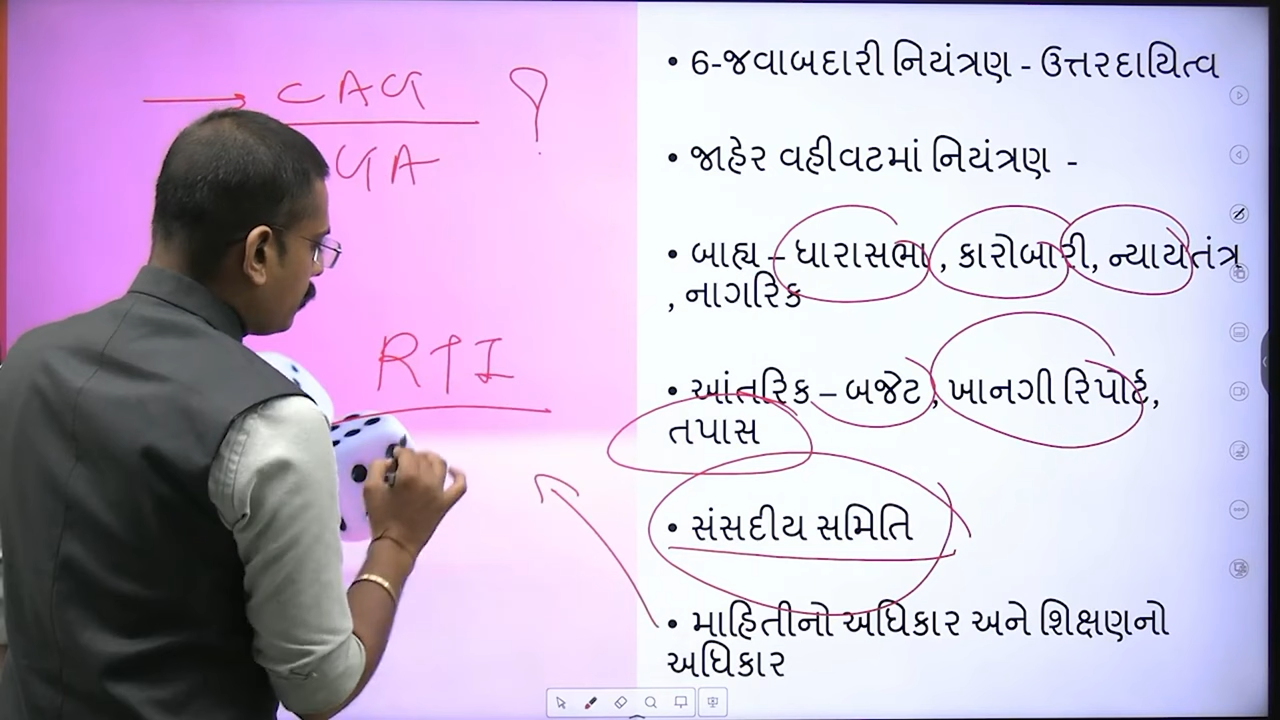 CAG ?
GA
RTI
• 6-જવાબદારી નિયંત્રણ - ઉત્તરદાયિત્વ
• જાહેર વહીવટમાં નિયંત્રણ -
• બાહ્ય – ધારાસભા , કારોબારી, ન્યાયતંત્ર
, નાગરિક
• આંતરિક – બજેટ , ખાનગી રિપોર્ટ,
તપાસ
• સંસદીય સમિતિ
• માહિતીનો અધિકાર અને શિક્ષણનો
અધિકાર